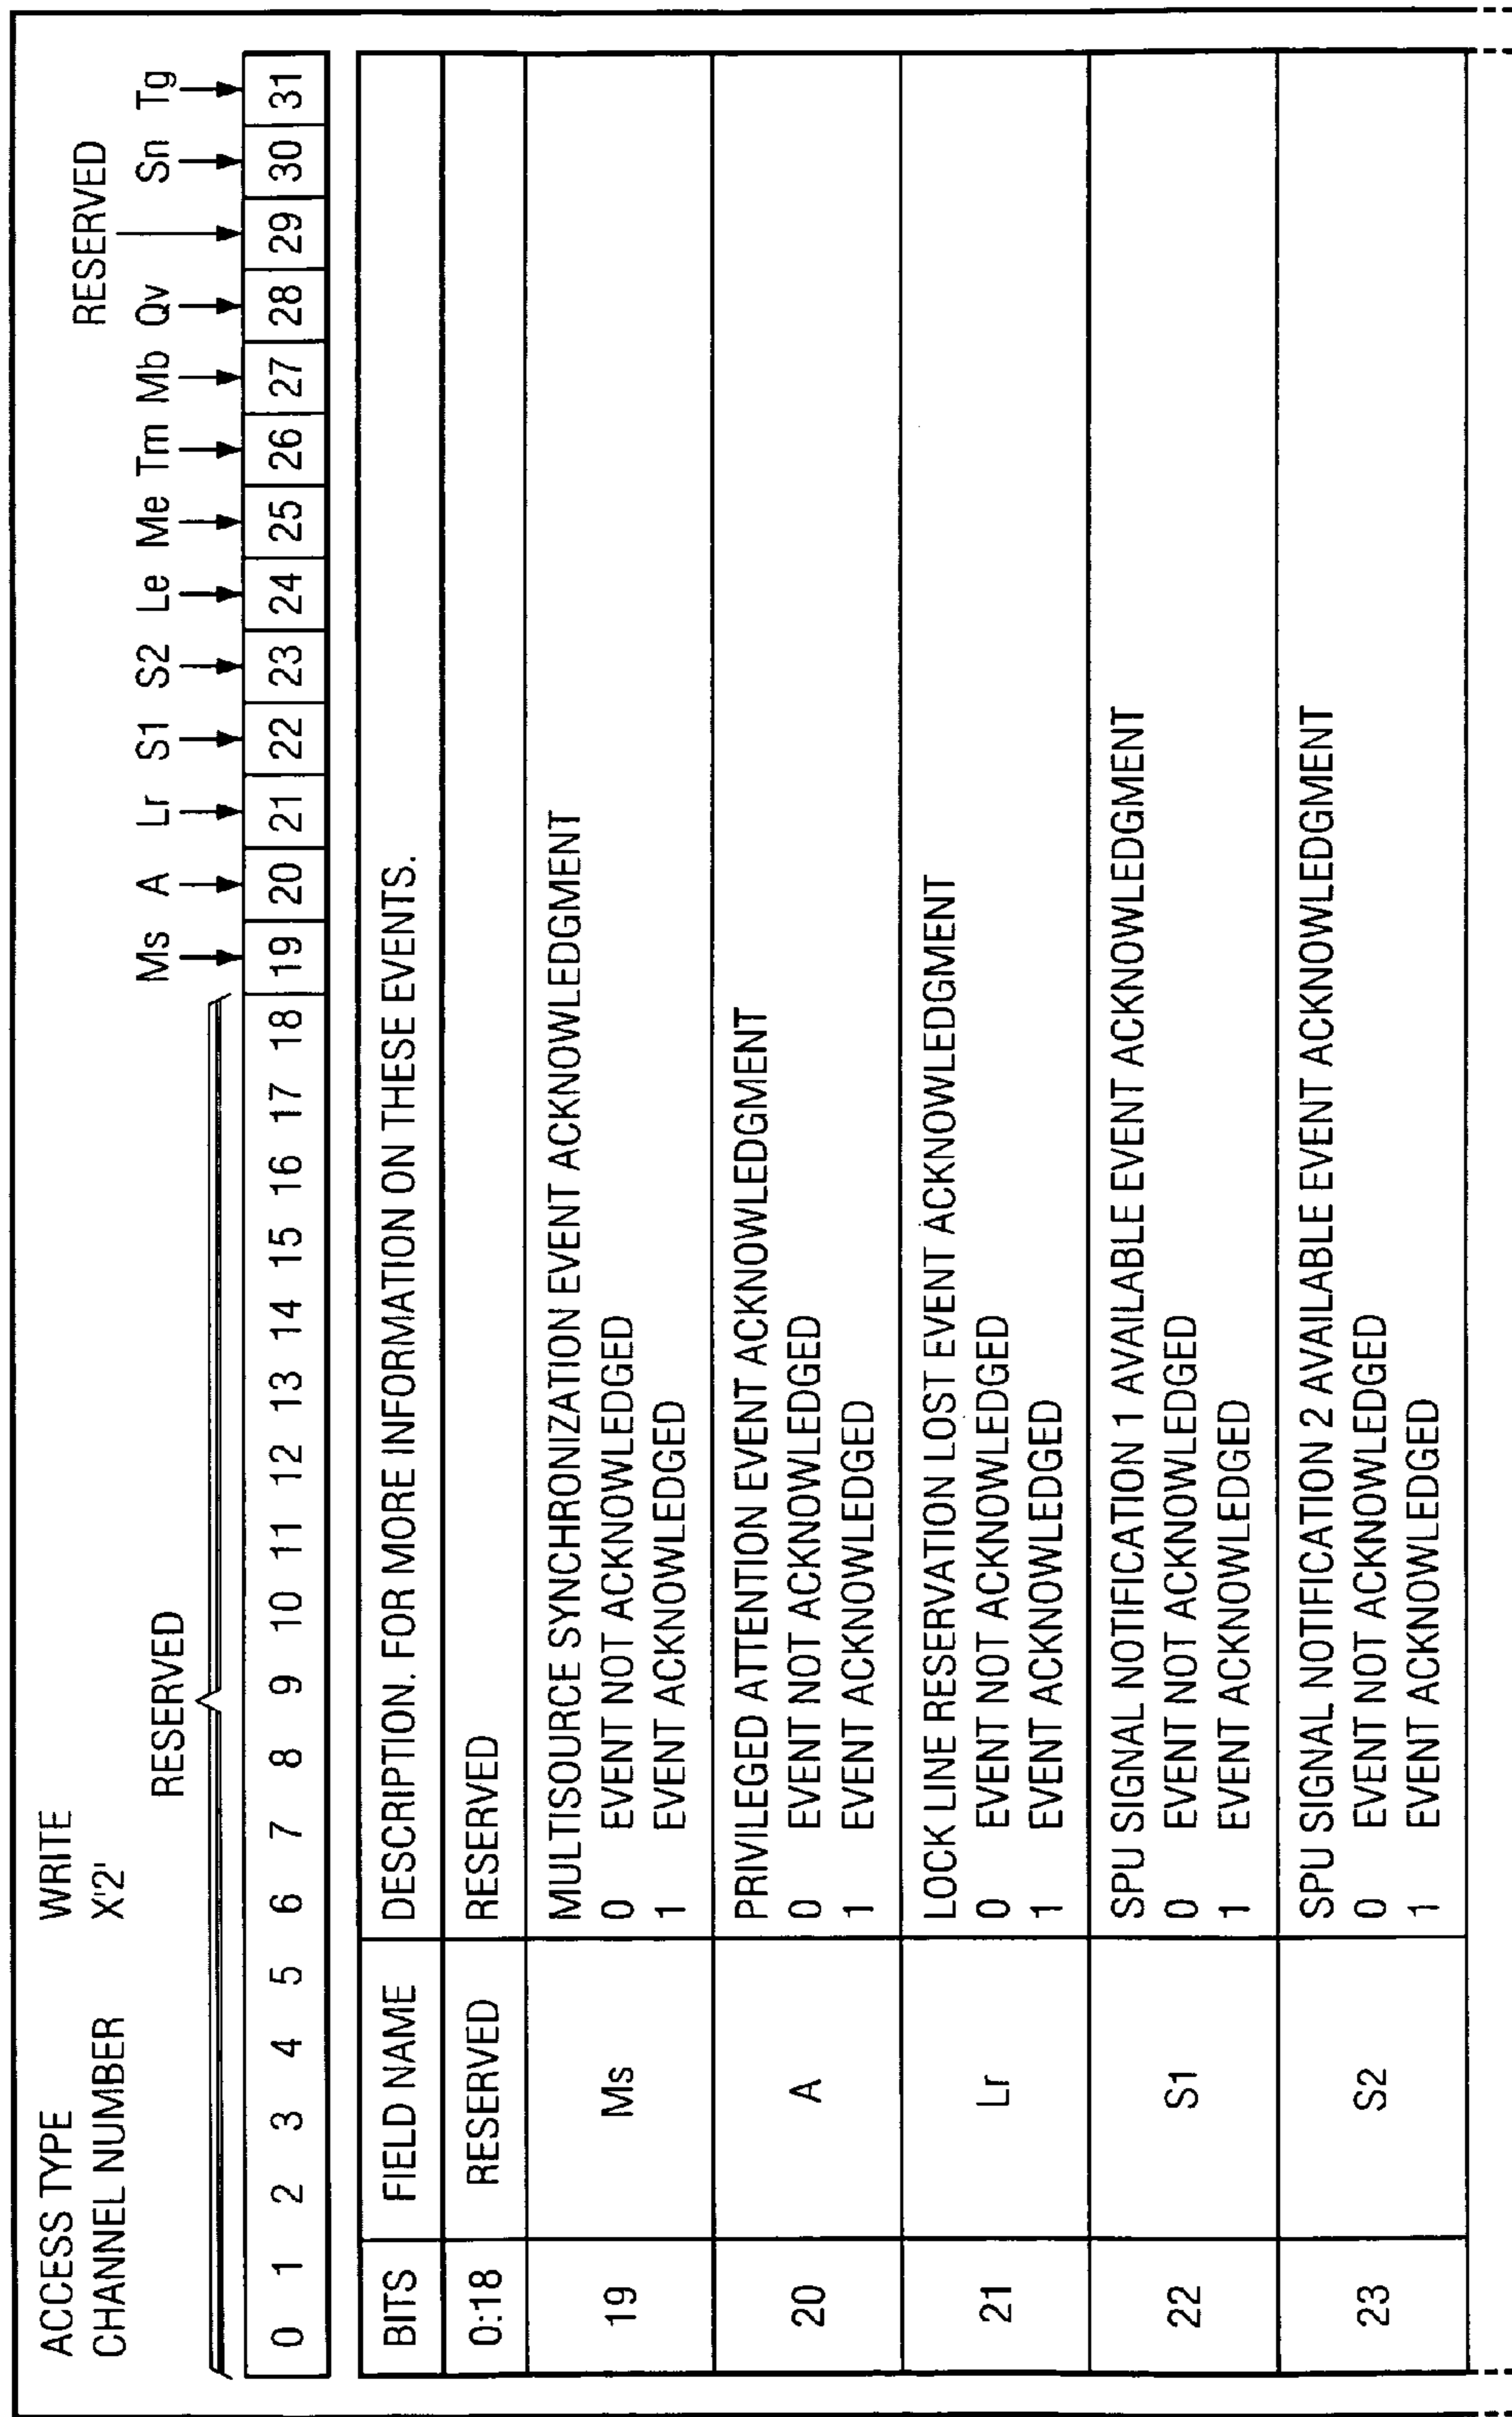 ACCESS TYPE WRITE
CHANNEL NUMBER X'2'
RESERVED
RESERVED
Ms A Lr S1 S2 Le Me Tm Mb Qv Sn Tg
0 1 2 3 4 5 6 7 8 9 10 11 12 13 14 15 16 17 18 19 20 21 22 23 24 25 26 27 28 29 30 31
BITS FIELD NAME DESCRIPTION. FOR MORE INFORMATION ON THESE EVENTS.
0:18 RESERVED RESERVED
19 Ms MULTISOURCE SYNCHRONIZATION EVENT ACKNOWLEDGMENT
0 EVENT NOT ACKNOWLEDGED
1 EVENT ACKNOWLEDGED
20 A PRIVILEGED ATTENTION EVENT ACKNOWLEDGMENT
0 EVENT NOT ACKNOWLEDGED
1 EVENT ACKNOWLEDGED
21 Lr LOCK LINE RESERVATION LOST EVENT ACKNOWLEDGMENT
0 EVENT NOT ACKNOWLEDGED
1 EVENT ACKNOWLEDGED
22 S1 SPU SIGNAL NOTIFICATION 1 AVAILABLE EVENT ACKNOWLEDGMENT
0 EVENT NOT ACKNOWLEDGED
1 EVENT ACKNOWLEDGED
23 S2 SPU SIGNAL NOTIFICATION 2 AVAILABLE EVENT ACKNOWLEDGMENT
0 EVENT NOT ACKNOWLEDGED
1 EVENT ACKNOWLEDGED